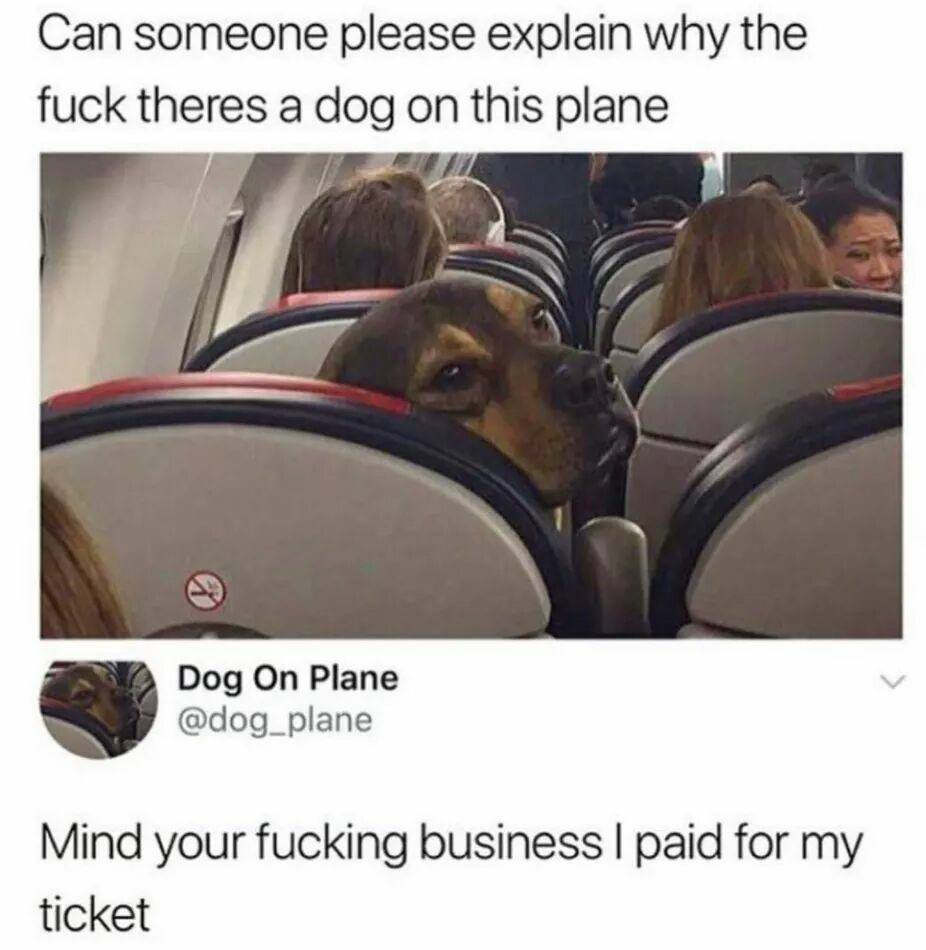 Can someone please explain why the
fuck theres a dog on this plane
Dog On Plane
@dog_plane
Mind your fucking business I paid for my
ticket